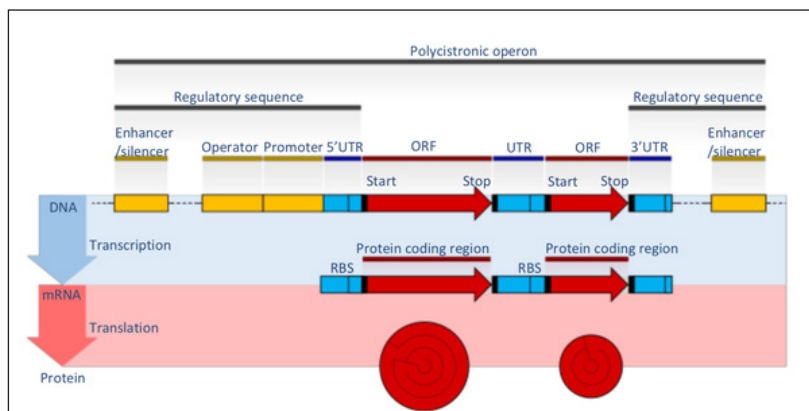 Polycistronic operon
Regulatory sequence
Regulatory sequence
Enhancer
/silencer
Operator
Promoter
5'UTR
ORF
UTR
ORF
3'UTR
Enhancer
/silencer
Start
Stop
Start
Stop
DNA
Transcription
Protein coding region
Protein coding region
RBS
RBS
mRNA
Translation
Protein